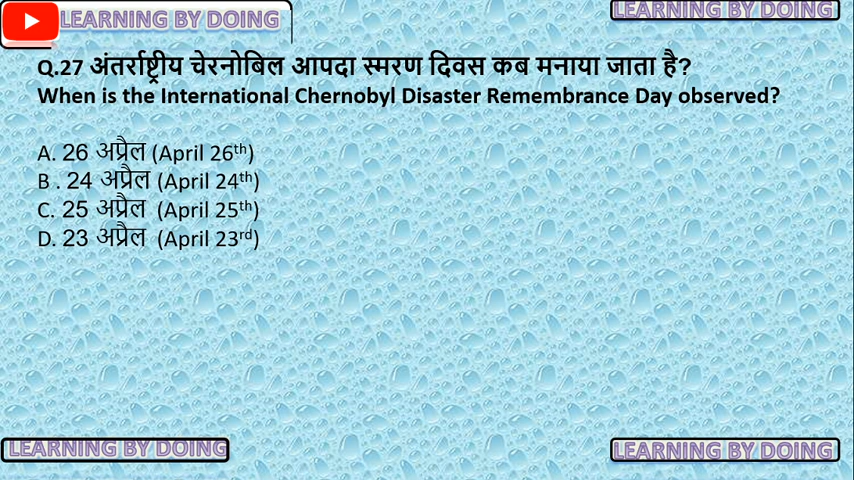 LEARNING BY DOING
LEARNING BY DOING
Q.27 अंतर्राष्ट्रीय चेरनोबिल आपदा स्मरण दिवस कब मनाया जाता है?
When is the International Chernobyl Disaster Remembrance Day observed?
A. 26 अप्रैल (April 26th)
B . 24 अप्रैल (April 24th)
C. 25 अप्रैल (April 25th)
D. 23 अप्रैल (April 23rd)
LEARNING BY DOING
LEARNING BY DOING